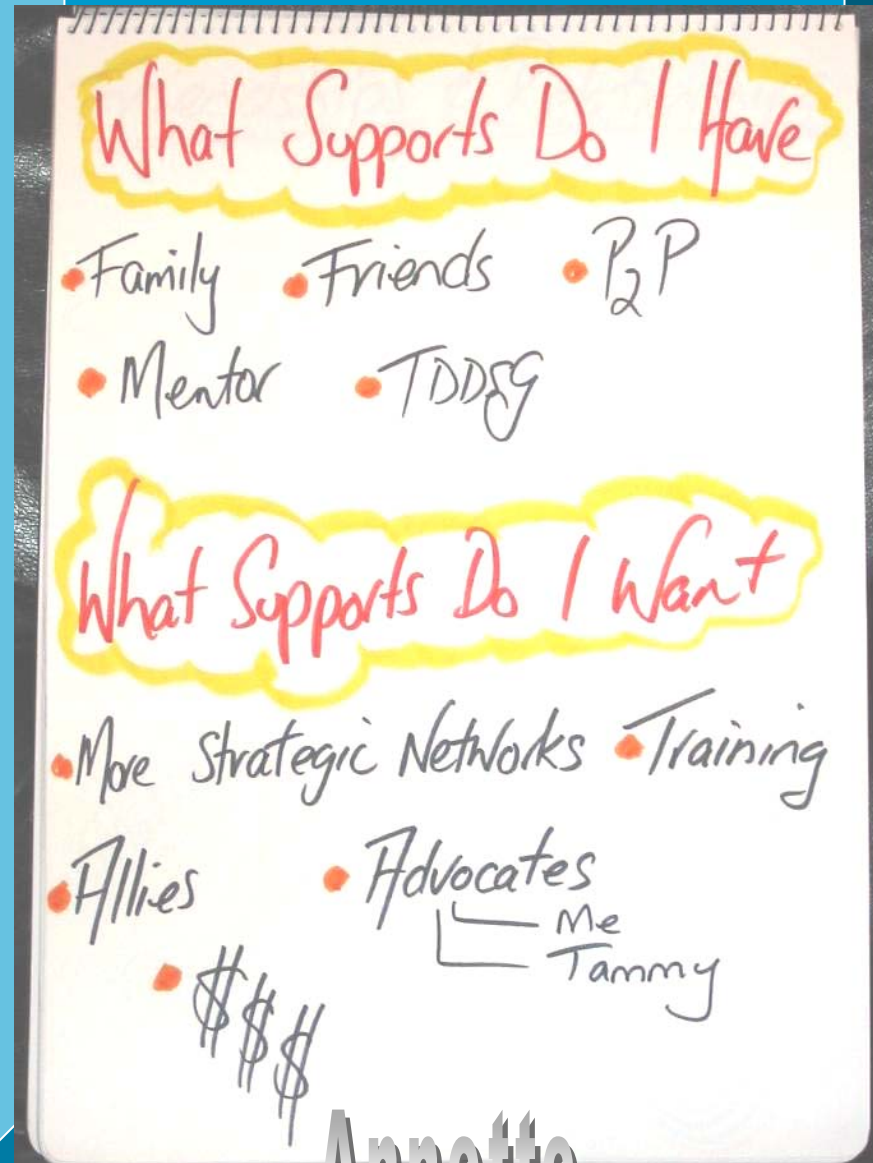 What Supports Do I Have
• Family • Friends • P2P
• Mentor • TDDSG
What Supports Do I Want
• More Strategic Networks • Training
• Allies • Advocates
Me
Tammy
• $$$
Annette